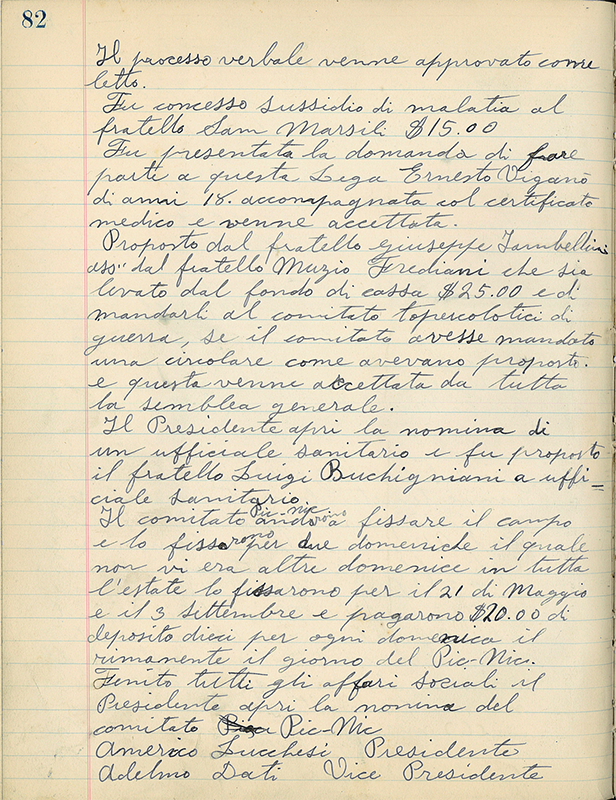 82
Il processo verbale venne approvato come
letto.
Fu concesso sussidio di malatia al
fratello Sam Marsili $15.00
Fu presentata la domanda di fare
parte a questa Lega Ernesto Viganò
di anni 18. accompagnata col certificato
medico e venne accettata.
Proposto dal fratello Giuseppe Tambellini
ass" dal fratello Muzio Frediani che sia
levato dal fondo di cassa $25.00 e di
mandarli al comitato topercolotici di
guerra, se il comitato avesse mandato
una circolare come avevano proposto.
e questa venne accettata da tutta
la semblea generale.
Il Presidente apri la nomina di
un ufficiale sanitario e fu proposto
il fratello Luigi Buchigniani a uffi=
ciale sanitario.
Il comitato Pic-Nic andarono a fissare il campo
e lo fissarono per due domeniche il quale
non vi era altre domenice in tutta
l'estate lo fissarono per il 21 di Maggio
e il 3 Settembre e pagarono $20.00 di
deposito dieci per ogni domenica il
rimanente il giorno del Pic-Nic.
Finito tutti gli affari sociali il
Presidente apri la nomina del
comitato Pic-Nic
Americo Lucchesi Presidente
Adelmo Dati Vice Presidente